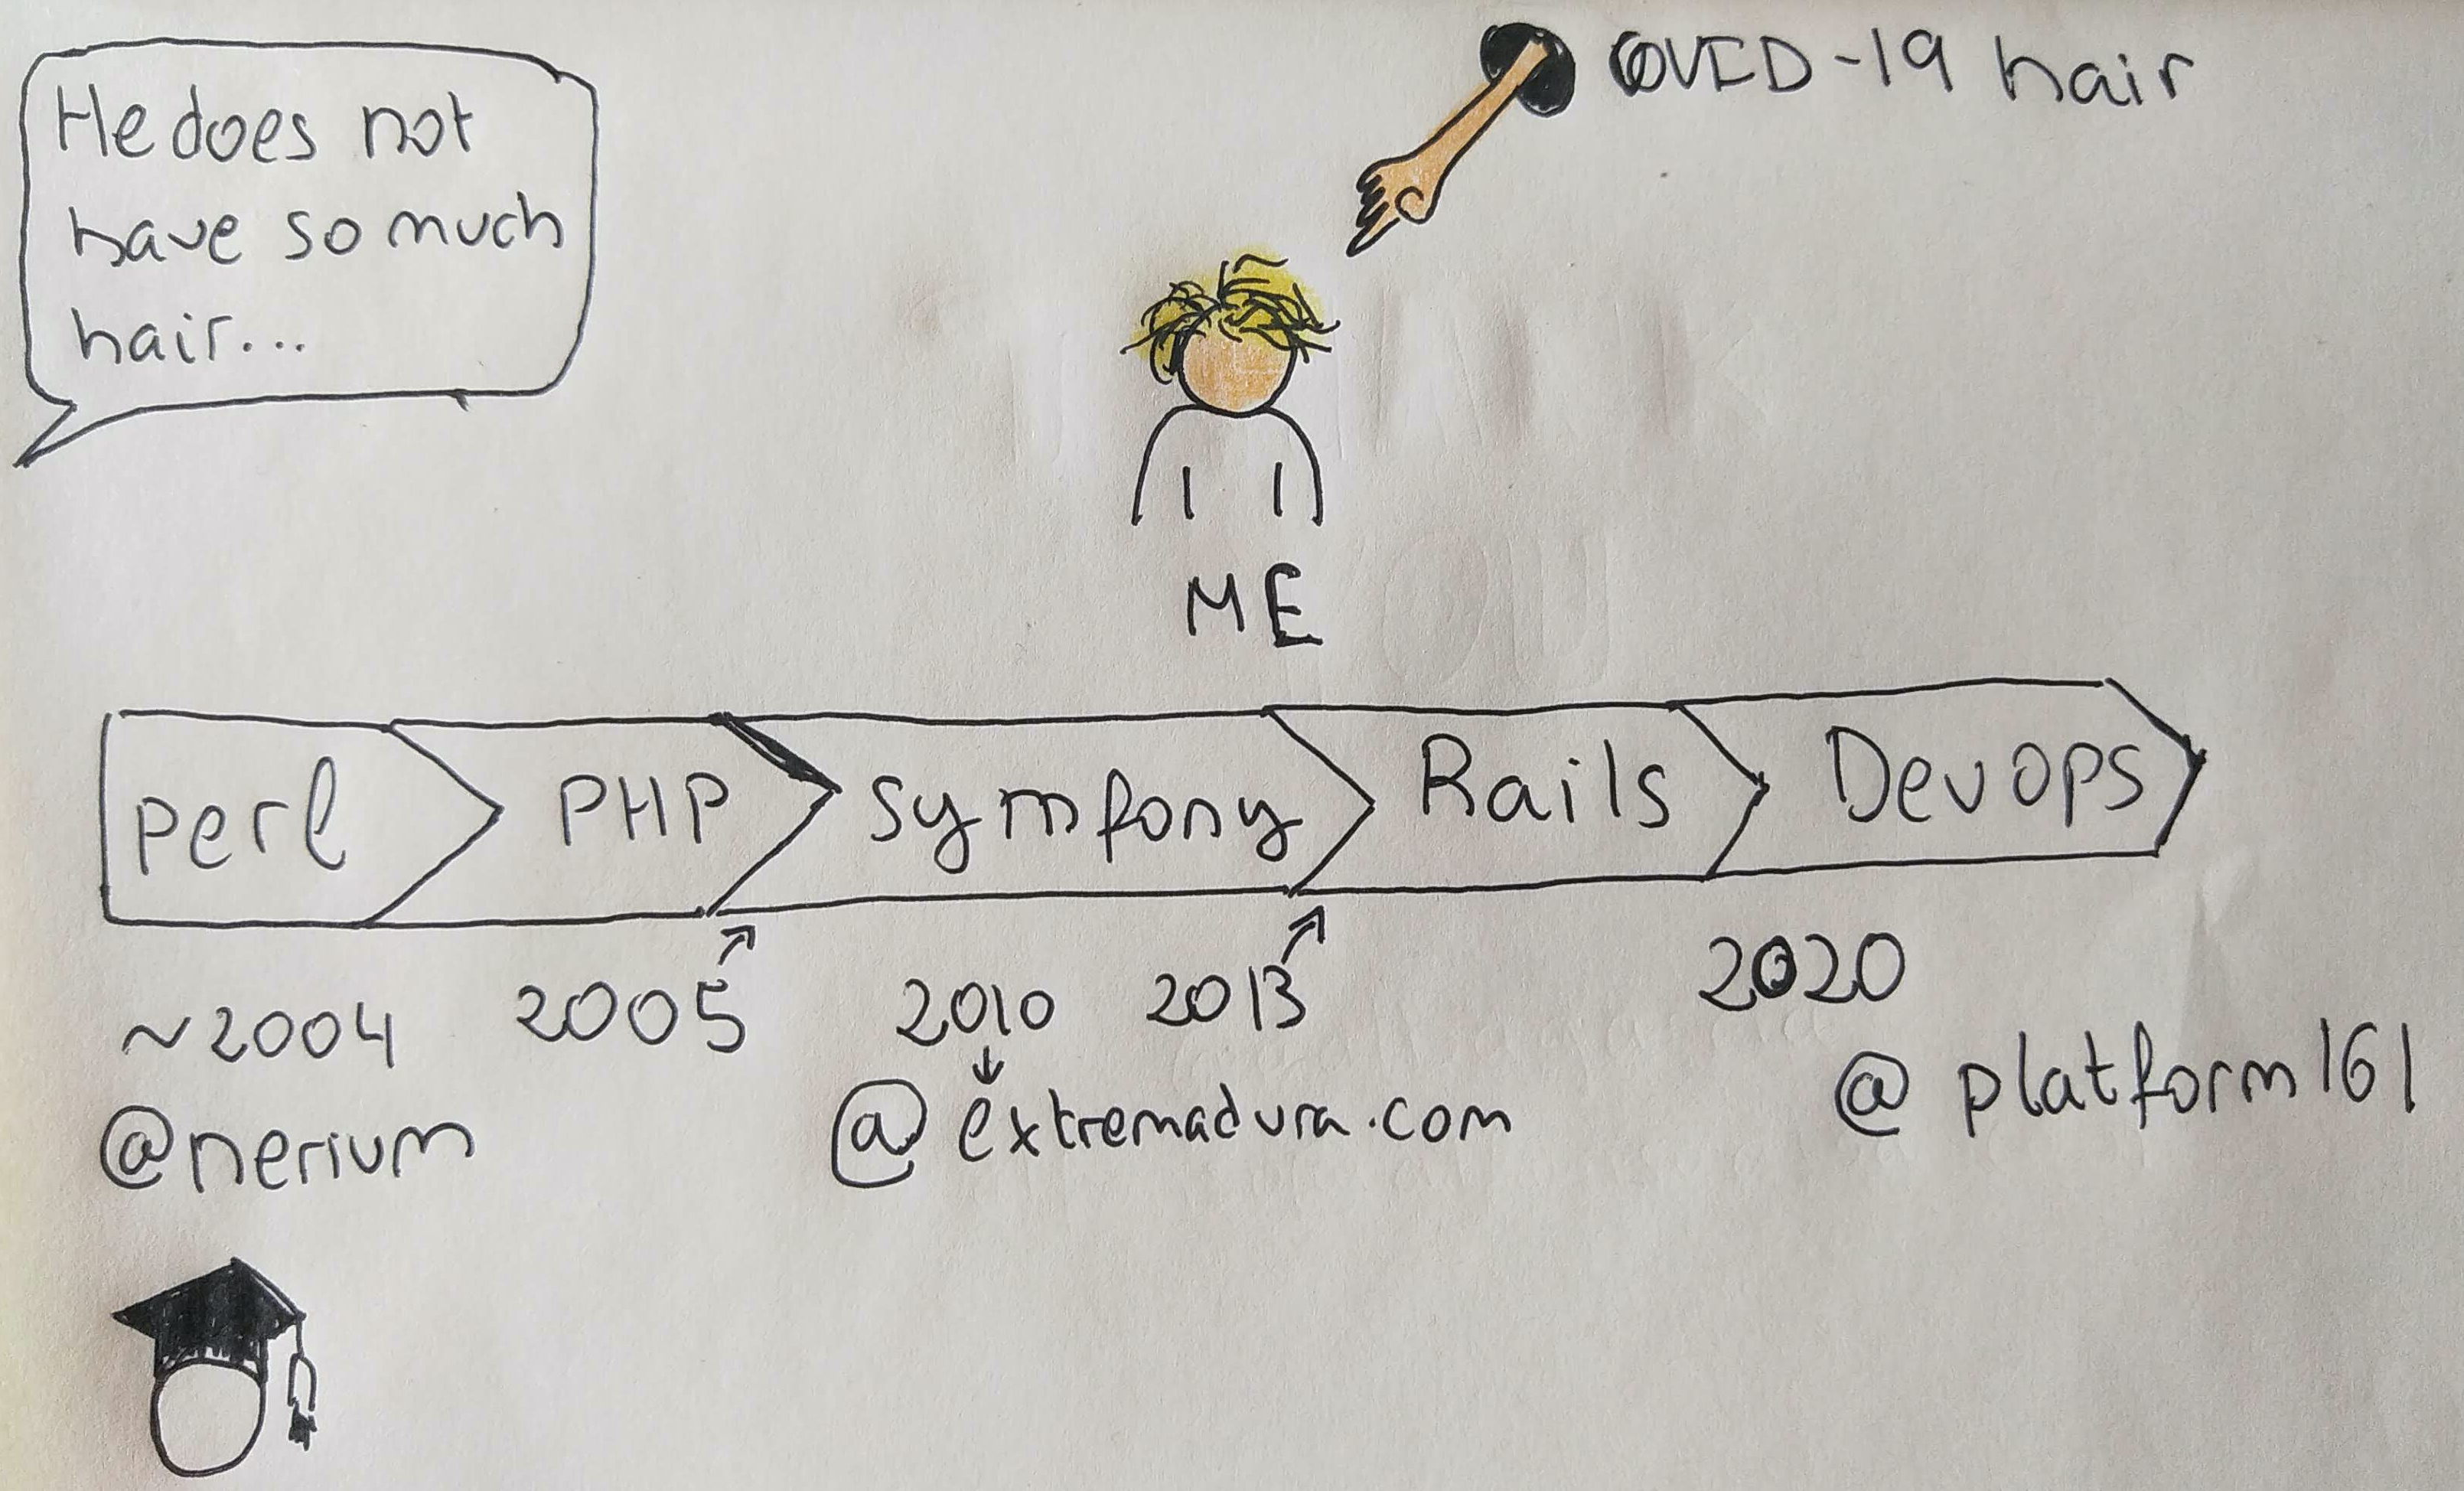 He does not
have so much
hair...
COVID-19 hair
ME
perl
PHP
symfony
Rails
Devops
~2004
2005
2010
2013
2020
@nerium
@extremadura.com
@platform161